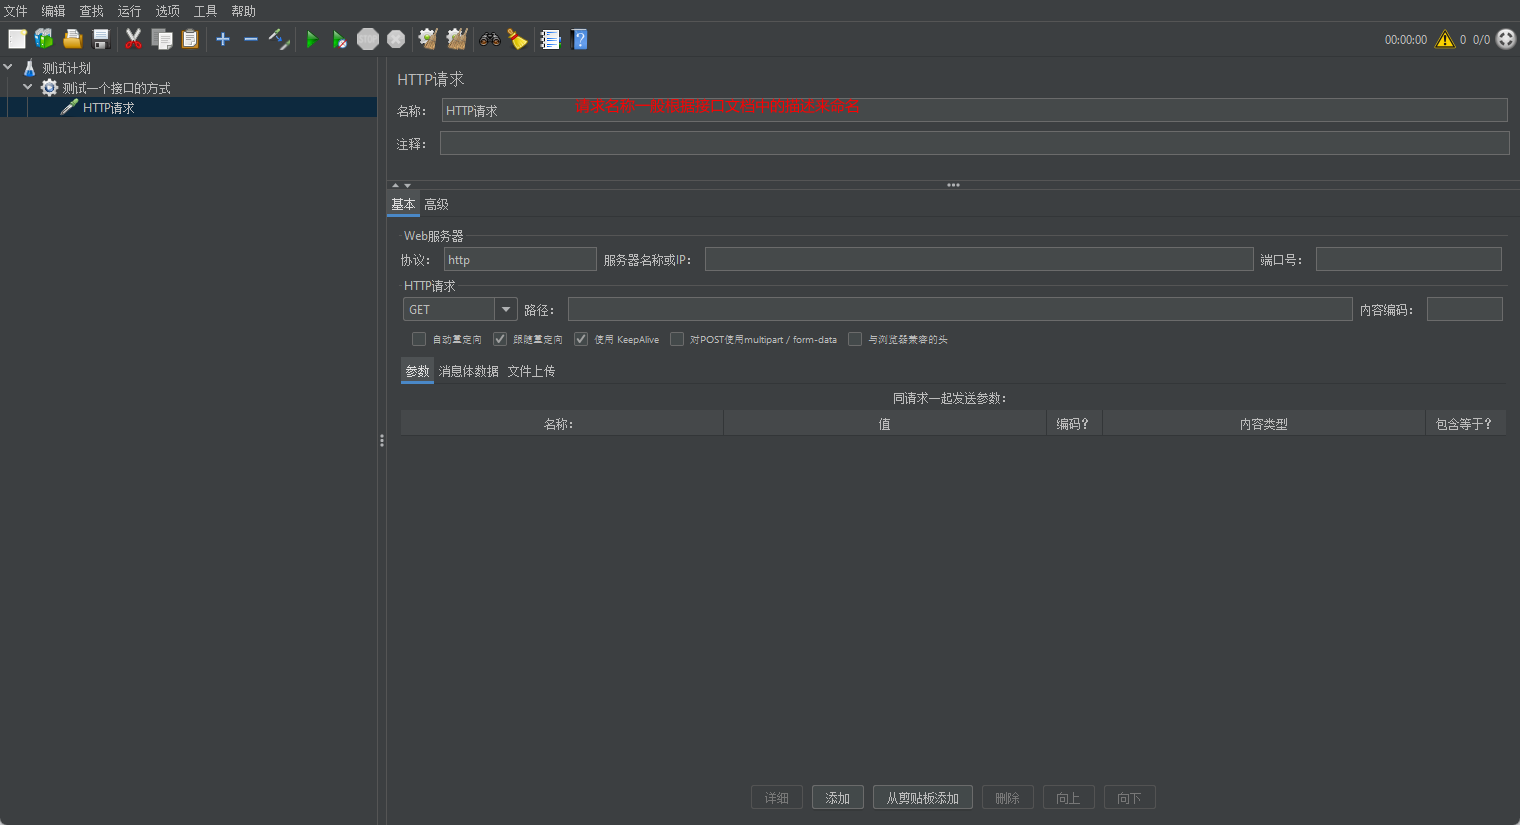 文件 编辑 查找 运行 选项 工具 帮助
00:00:00 0 0/0
测试计划
测试一个接口的方式
HTTP请求
HTTP请求
名称： HTTP请求 请求名称一般根据接口文档中的描述来命名
注释：
基本 高级
Web服务器
协议： http 服务器名称或IP： 端口号：
HTTP请求
GET 路径： 内容编码：
自动重定向 跟随重定向 使用 KeepAlive 对POST使用multipart / form-data 与浏览器兼容的头
参数 消息体数据 文件上传
同请求一起发送参数：
名称： 值 编码？ 内容类型 包含等于？
详细 添加 从剪贴板添加 删除 向上 向下